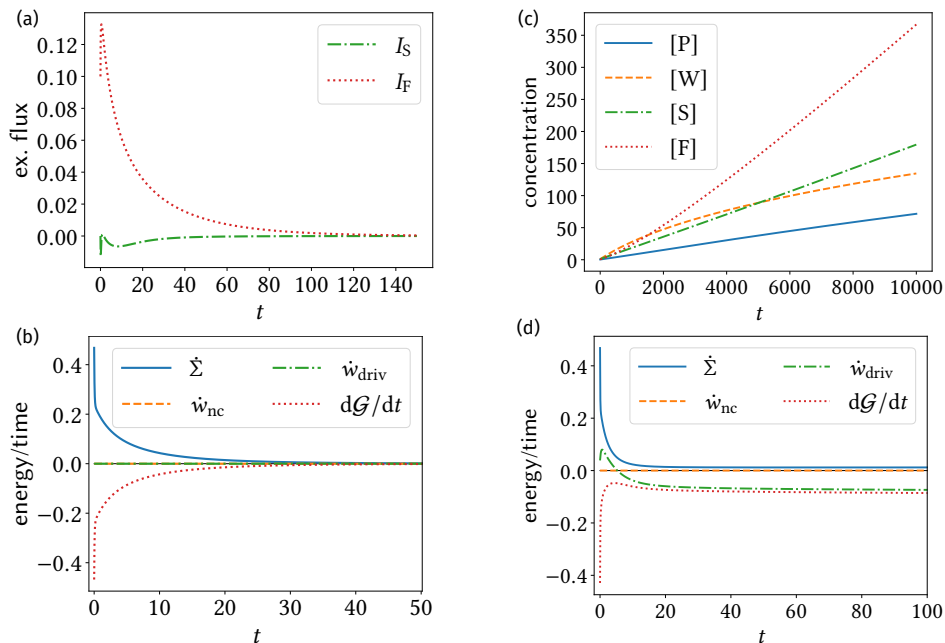 (a)
ex. flux
0.12
0.10
0.08
0.06
0.04
0.02
0.00
I_S
I_F
0 20 40 60 80 100 120 140
t
(c)
concentration
350
300
250
200
150
100
50
0
[P]
[W]
[S]
[F]
0 2000 4000 6000 8000 10000
t
(b)
energy/time
0.4
0.2
0.0
−0.2
−0.4
Σ̇ ẇ_driv
ẇ_nc d𝒢/dt
0 10 20 30 40 50
t
(d)
energy/time
0.4
0.2
0.0
−0.2
−0.4
Σ̇ ẇ_driv
ẇ_nc d𝒢/dt
0 20 40 60 80 100
t